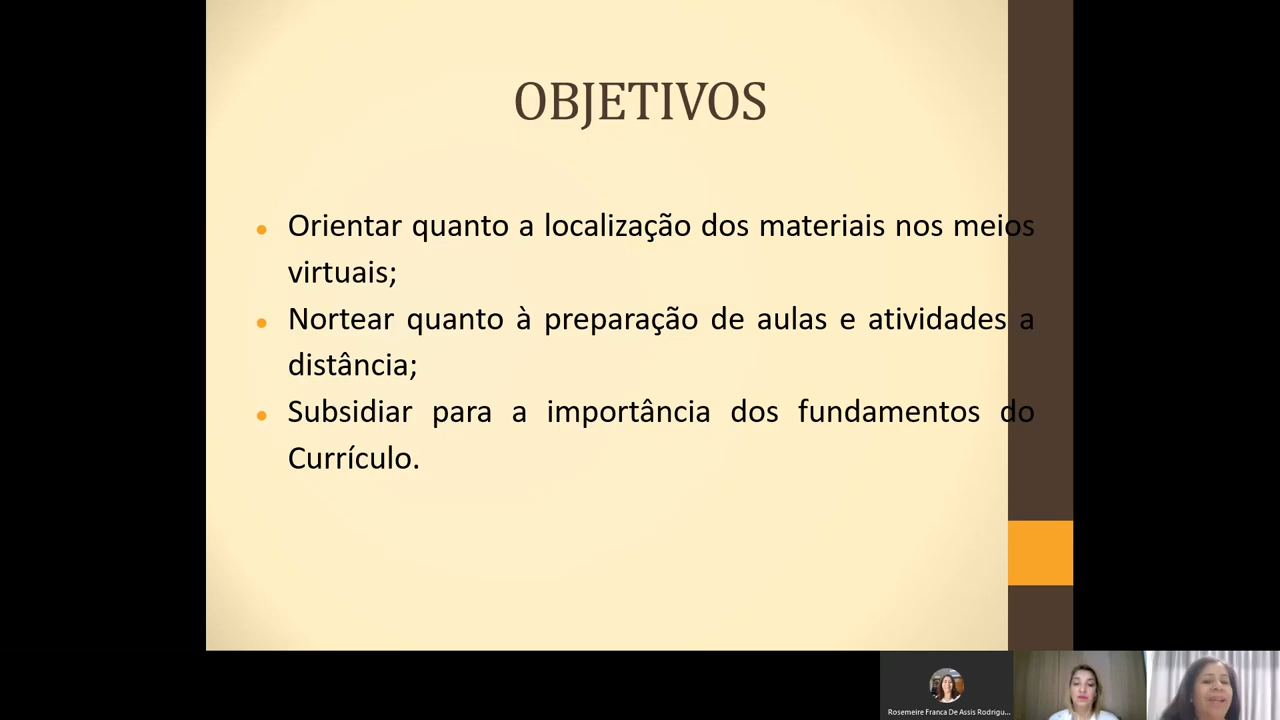 OBJETIVOS
Orientar quanto a localização dos materiais nos meios
virtuais;
Nortear quanto à preparação de aulas e atividades a
distância;
Subsidiar para a importância dos fundamentos do
Currículo.
Rosemeire Franca De Assis Rodrigu...